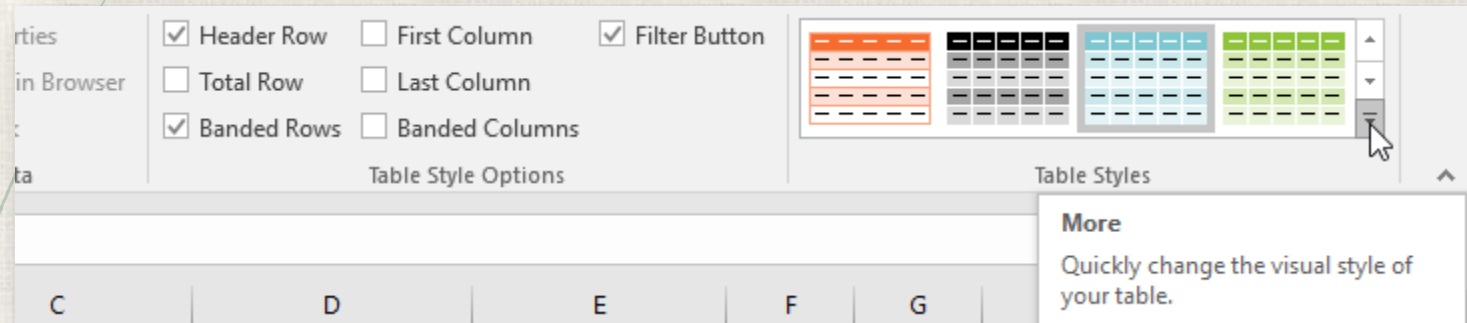 rties
Header Row
First Column
Filter Button
in Browser
Total Row
Last Column
Banded Rows
Banded Columns
ta
Table Style Options
Table Styles
More
Quickly change the visual style of
your table.
C D E F G